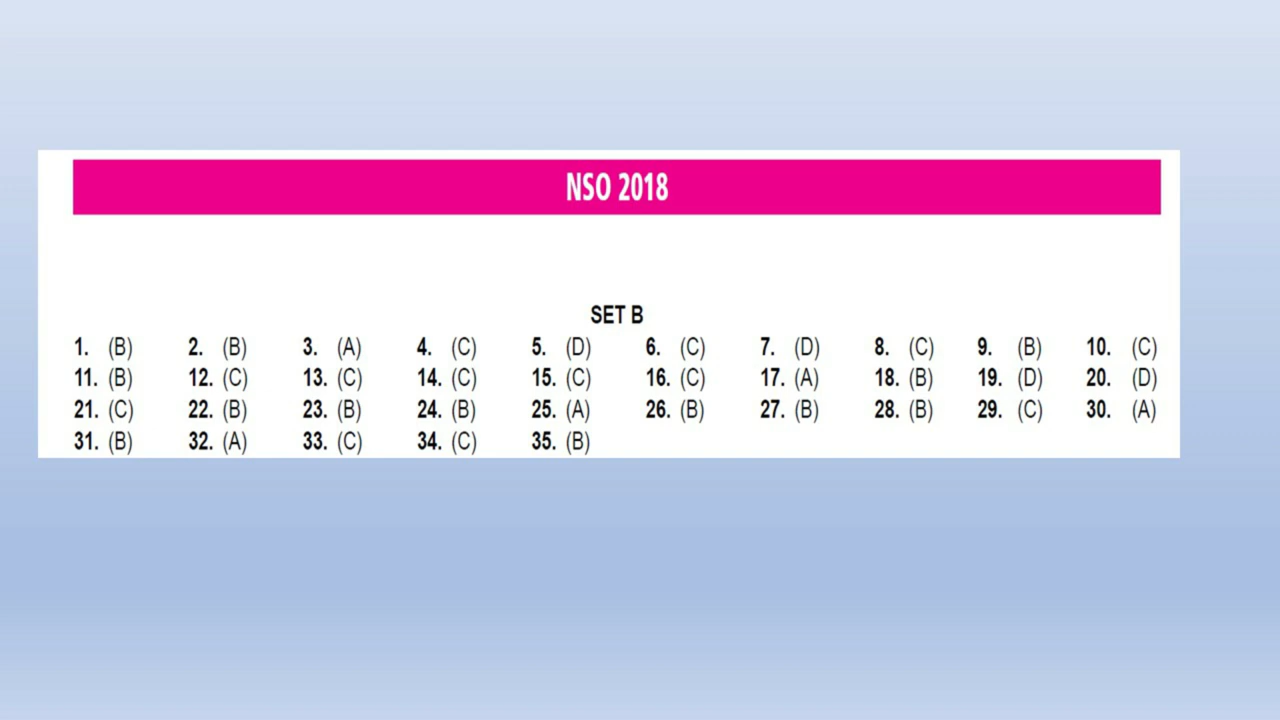 NSO 2018
SET B
1. (B) 2. (B) 3. (A) 4. (C) 5. (D) 6. (C) 7. (D) 8. (C) 9. (B) 10. (C)
11. (B) 12. (C) 13. (C) 14. (C) 15. (C) 16. (C) 17. (A) 18. (B) 19. (D) 20. (D)
21. (C) 22. (B) 23. (B) 24. (B) 25. (A) 26. (B) 27. (B) 28. (B) 29. (C) 30. (A)
31. (B) 32. (A) 33. (C) 34. (C) 35. (B)